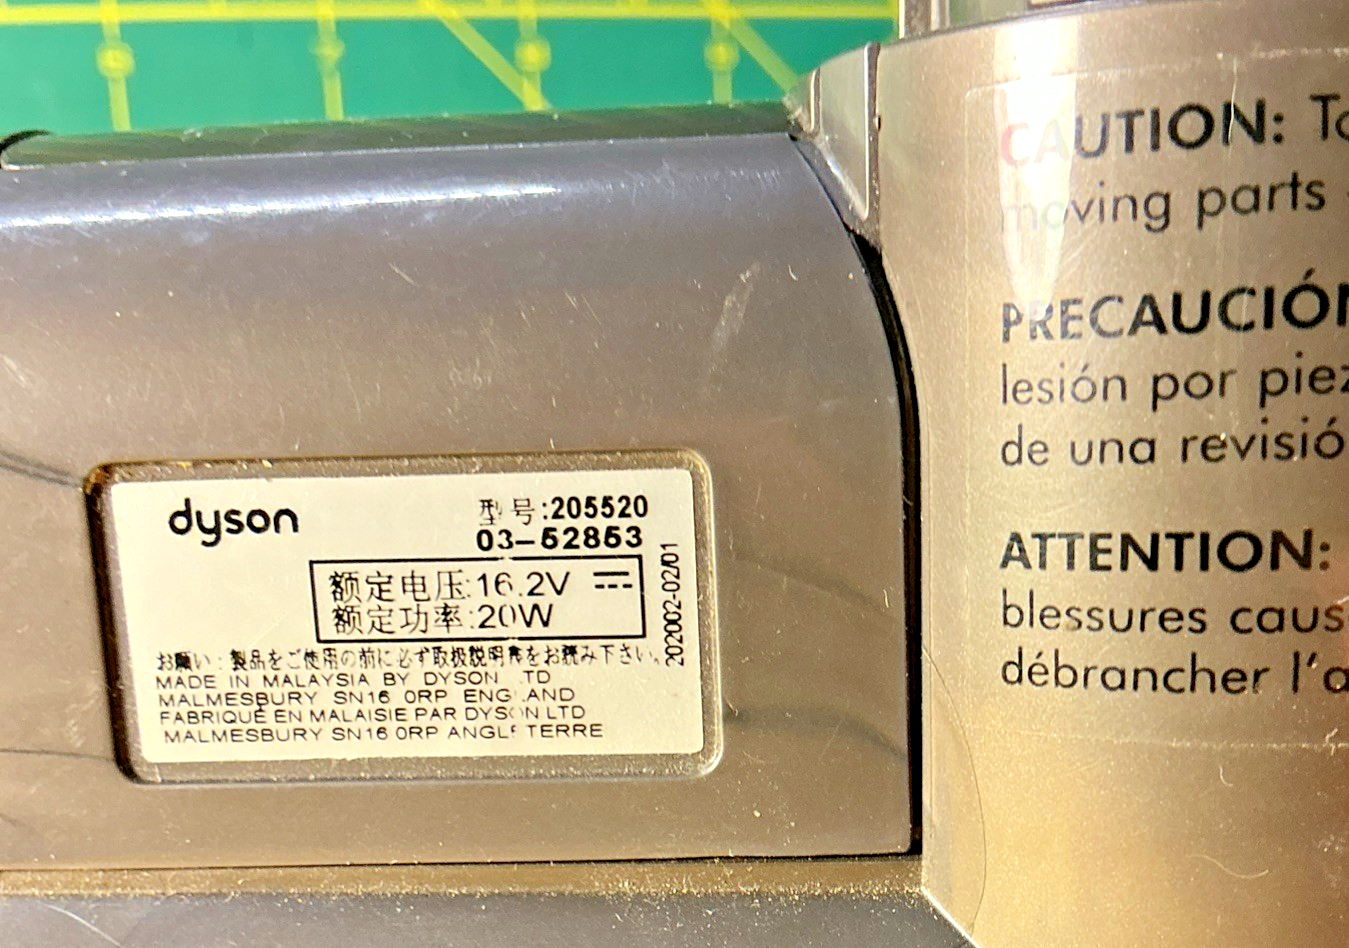 dyson
型号:205520
03-52853
额定电压:16.2V
额定功率:20W
202002-02/01
お願い:製品をご使用の前に必ず取扱説明書をお読み下さい。
MADE IN MALAYSIA BY DYSON LTD
MALMESBURY SN16 0RP ENGLAND
FABRIQUÉ EN MALAISIE PAR DYSON LTD
MALMESBURY SN16 0RP ANGLETERRE
CAUTION: To
moving parts
PRECAUCIÓN
lesión por piez
de una revisió
ATTENTION:
blessures caus
débrancher l'a